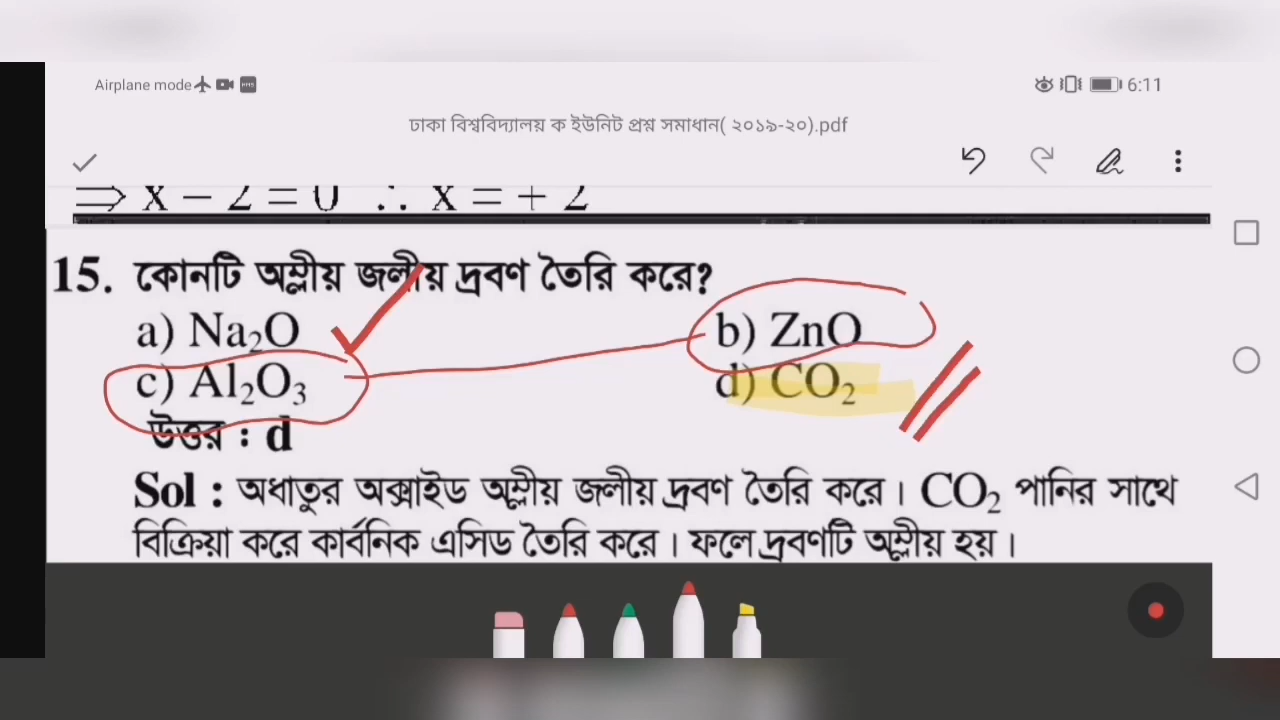 Airplane mode 6:11
ঢাকা বিশ্ববিদ্যালয় ক ইউনিট প্রশ্ন সমাধান( ২০১৯-২০).pdf
⇒ x − 2 = 0 ∴ x = + 2
15. কোনটি অম্লীয় জলীয় দ্রবণ তৈরি করে?
a) Na₂O b) ZnO
c) Al₂O₃ d) CO₂
উত্তর : d
Sol : অধাতুর অক্সাইড অম্লীয় জলীয় দ্রবণ তৈরি করে। CO₂ পানির সাথে
বিক্রিয়া করে কার্বনিক এসিড তৈরি করে। ফলে দ্রবণটি অম্লীয় হয়।